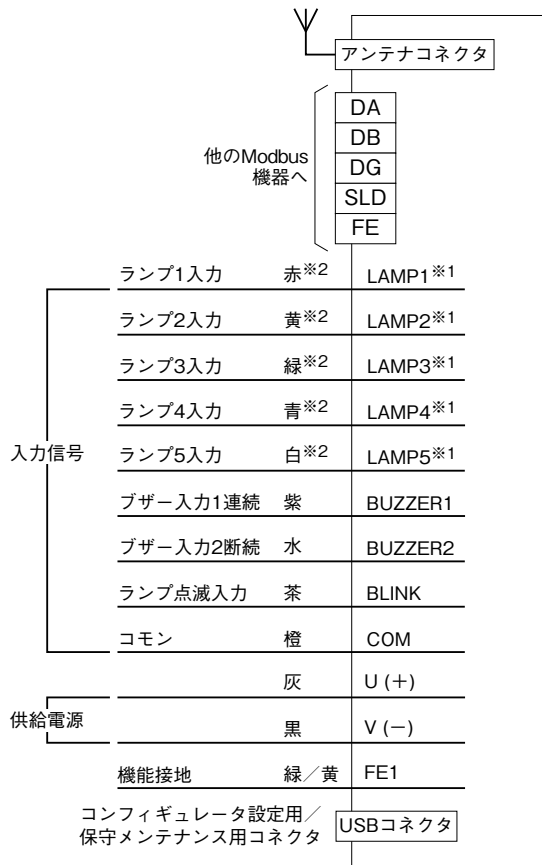 アンテナコネクタ
DA
DB
DG
SLD
FE
他のModbus
機器へ
ランプ1入力 赤※2 LAMP1※1
ランプ2入力 黄※2 LAMP2※1
ランプ3入力 緑※2 LAMP3※1
ランプ4入力 青※2 LAMP4※1
入力信号
ランプ5入力 白※2 LAMP5※1
ブザー入力1連続 紫 BUZZER1
ブザー入力2断続 水 BUZZER2
ランプ点滅入力 茶 BLINK
コモン 橙 COM
灰 U (+)
供給電源
黒 V (-)
機能接地 緑/黄 FE1
コンフィギュレータ設定用/
保守メンテナンス用コネクタ
USBコネクタ